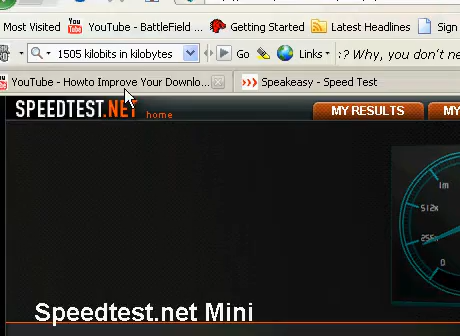 Most Visited YouTube - BattleField ... Getting Started Latest Headlines Sign
1505 kilobits in kilobytes Go Links :? Why, you don't ne
YouTube - Howto Improve Your Downlo... Speakeasy - Speed Test
SPEEDTEST.NET home MY RESULTS MY
1m
512k
256k
0
Speedtest.net Mini